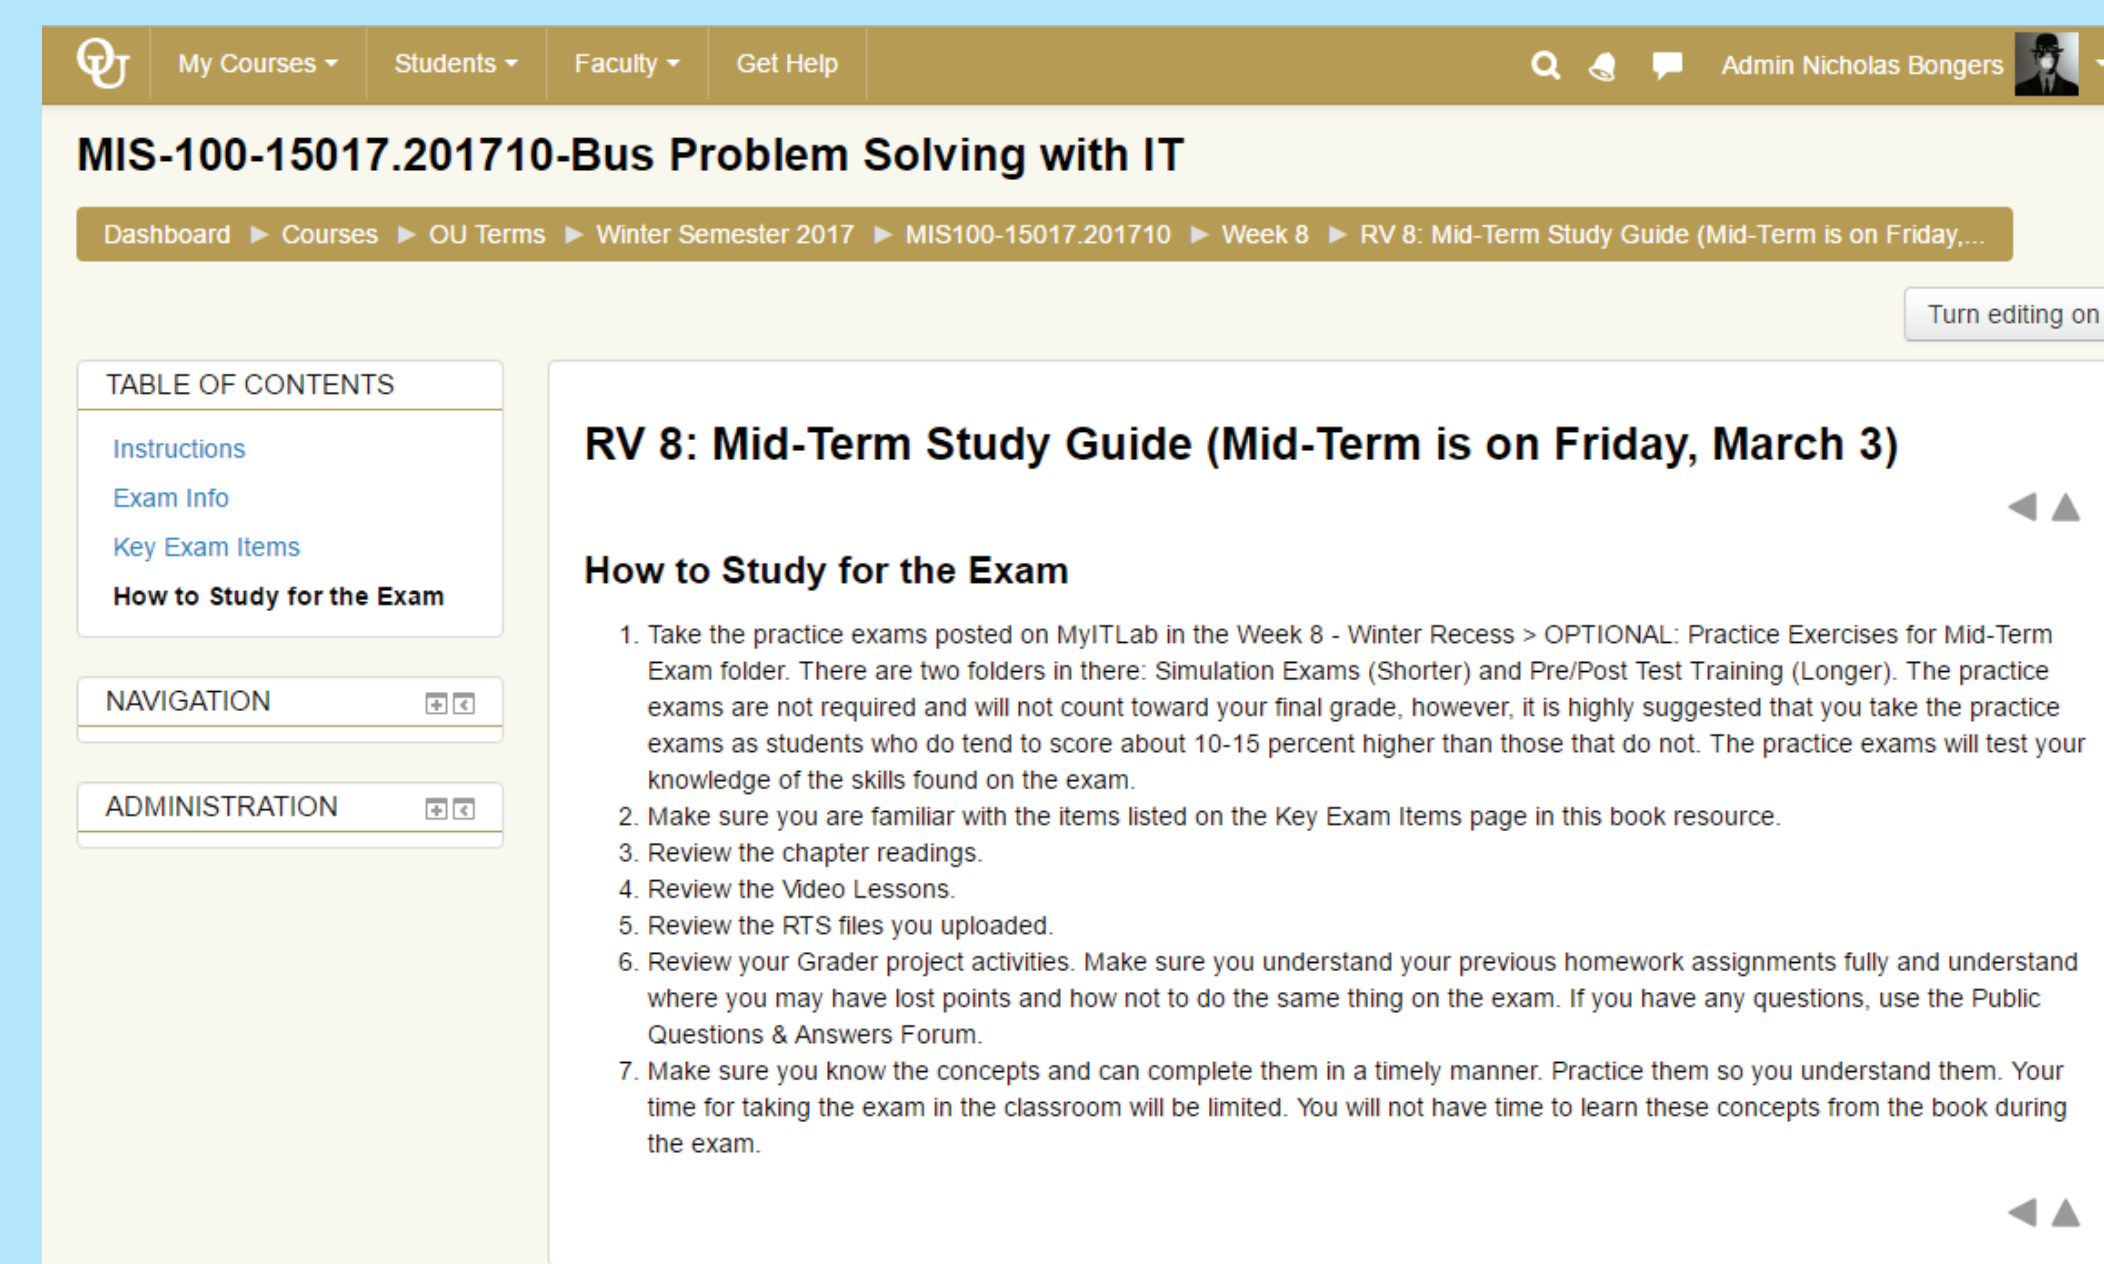 OU My Courses Students Faculty Get Help Admin Nicholas Bongers
MIS-100-15017.201710-Bus Problem Solving with IT
Dashboard ▶ Courses ▶ OU Terms ▶ Winter Semester 2017 ▶ MIS100-15017.201710 ▶ Week 8 ▶ RV 8: Mid-Term Study Guide (Mid-Term is on Friday,...
Turn editing on
TABLE OF CONTENTS
Instructions
Exam Info
Key Exam Items
How to Study for the Exam
NAVIGATION
ADMINISTRATION
RV 8: Mid-Term Study Guide (Mid-Term is on Friday, March 3)
How to Study for the Exam
1. Take the practice exams posted on MyITLab in the Week 8 - Winter Recess > OPTIONAL: Practice Exercises for Mid-Term
Exam folder. There are two folders in there: Simulation Exams (Shorter) and Pre/Post Test Training (Longer). The practice
exams are not required and will not count toward your final grade, however, it is highly suggested that you take the practice
exams as students who do tend to score about 10-15 percent higher than those that do not. The practice exams will test your
knowledge of the skills found on the exam.
2. Make sure you are familiar with the items listed on the Key Exam Items page in this book resource.
3. Review the chapter readings.
4. Review the Video Lessons.
5. Review the RTS files you uploaded.
6. Review your Grader project activities. Make sure you understand your previous homework assignments fully and understand
where you may have lost points and how not to do the same thing on the exam. If you have any questions, use the Public
Questions & Answers Forum.
7. Make sure you know the concepts and can complete them in a timely manner. Practice them so you understand them. Your
time for taking the exam in the classroom will be limited. You will not have time to learn these concepts from the book during
the exam.